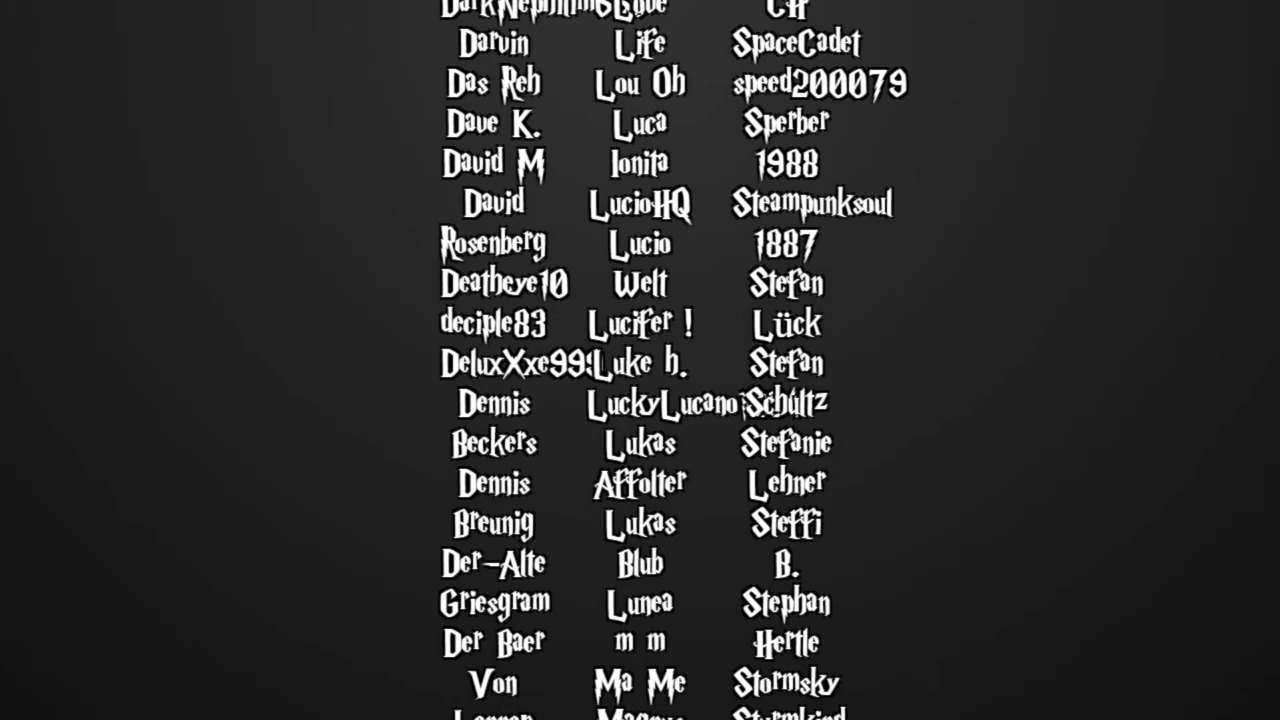 Darvin Life SpaceCadet
Das Reh Lou Oh speed200079
Dave K. Luca Sperber
David M Ionita 1988
David LucioHQ Steampunksoul
Rosenberg Lucio 1887
Deatheye10 Welt Stefan
deciple83 Lucifer ! Lück
Luke h. Stefan
Dennis Schultz
Beckers Lukas Stefanie
Dennis Affolter Lehner
Breunig Lukas Steffi
Der-Alte Blub B.
Griesgram Lunea Stephan
Der Baer m m Hertle
Von Ma Me Stormsky